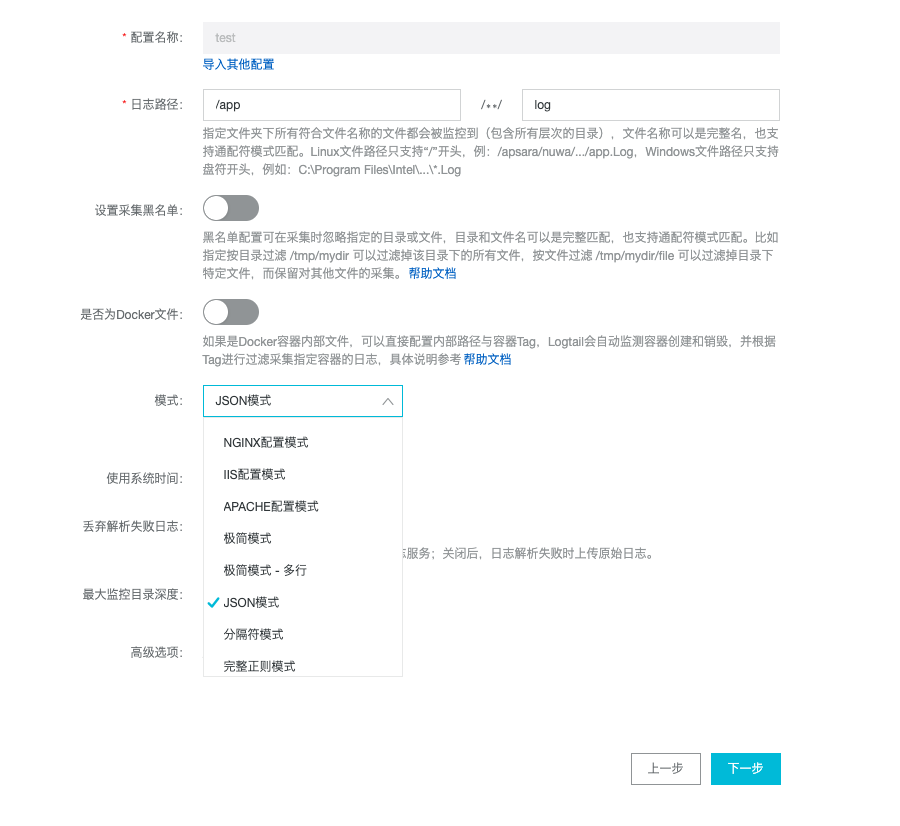 * 配置名称: test
导入其他配置
* 日志路径: /app /**/ log
指定文件夹下所有符合文件名称的文件都会被监控到（包含所有层次的目录），文件名称可以是完整名，也支
持通配符模式匹配。Linux文件路径只支持“/”开头，例：/apsara/nuwa/.../app.Log，Windows文件路径只支持
盘符开头，例如：C:\Program Files\Intel\...\*.Log
设置采集黑名单:
黑名单配置可在采集时忽略指定的目录或文件，目录和文件名可以是完整匹配，也支持通配符模式匹配。比如
指定按目录过滤 /tmp/mydir 可以过滤掉该目录下的所有文件，按文件过滤 /tmp/mydir/file 可以过滤掉目录下
特定文件，而保留对其他文件的采集。 帮助文档
是否为Docker文件:
如果是Docker容器内部文件，可以直接配置内部路径与容器Tag，Logtail会自动监测容器创建和销毁，并根据
Tag进行过滤采集指定容器的日志，具体说明参考 帮助文档
模式: JSON模式
NGINX配置模式
IIS配置模式
使用系统时间:
APACHE配置模式
丢弃解析失败日志:
极简模式
服务；关闭后，日志解析失败时上传原始日志。
极简模式 - 多行
最大监控目录深度:
JSON模式
分隔符模式
高级选项:
完整正则模式
上一步 下一步